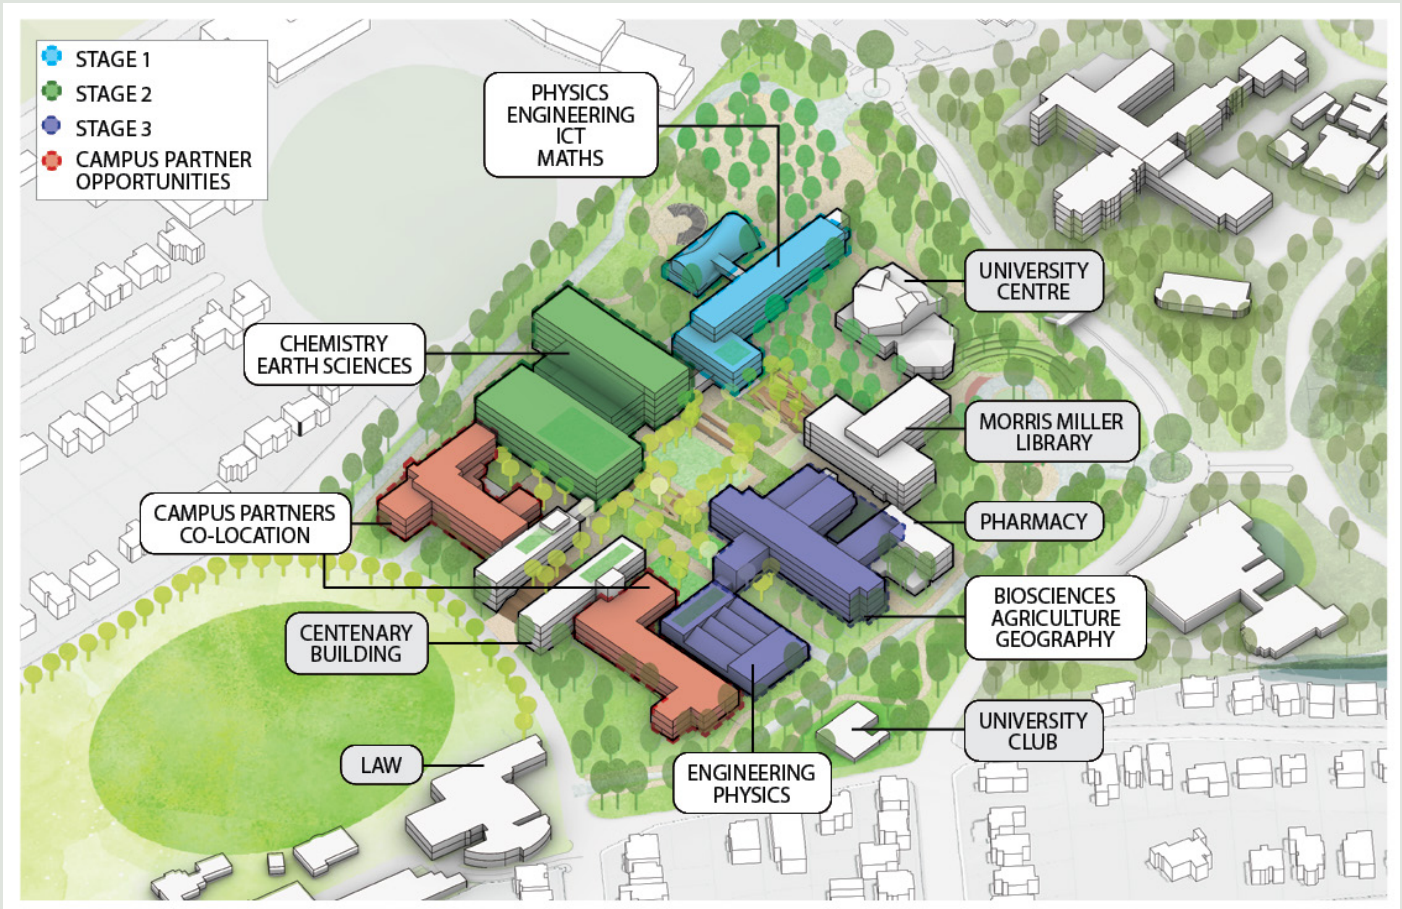 STAGE 1
STAGE 2
STAGE 3
CAMPUS PARTNER
OPPORTUNITIES
PHYSICS
ENGINEERING
ICT
MATHS
UNIVERSITY
CENTRE
CHEMISTRY
EARTH SCIENCES
MORRIS MILLER
LIBRARY
CAMPUS PARTNERS
CO-LOCATION
PHARMACY
BIOSCIENCES
AGRICULTURE
GEOGRAPHY
CENTENARY
BUILDING
UNIVERSITY
CLUB
LAW
ENGINEERING
PHYSICS